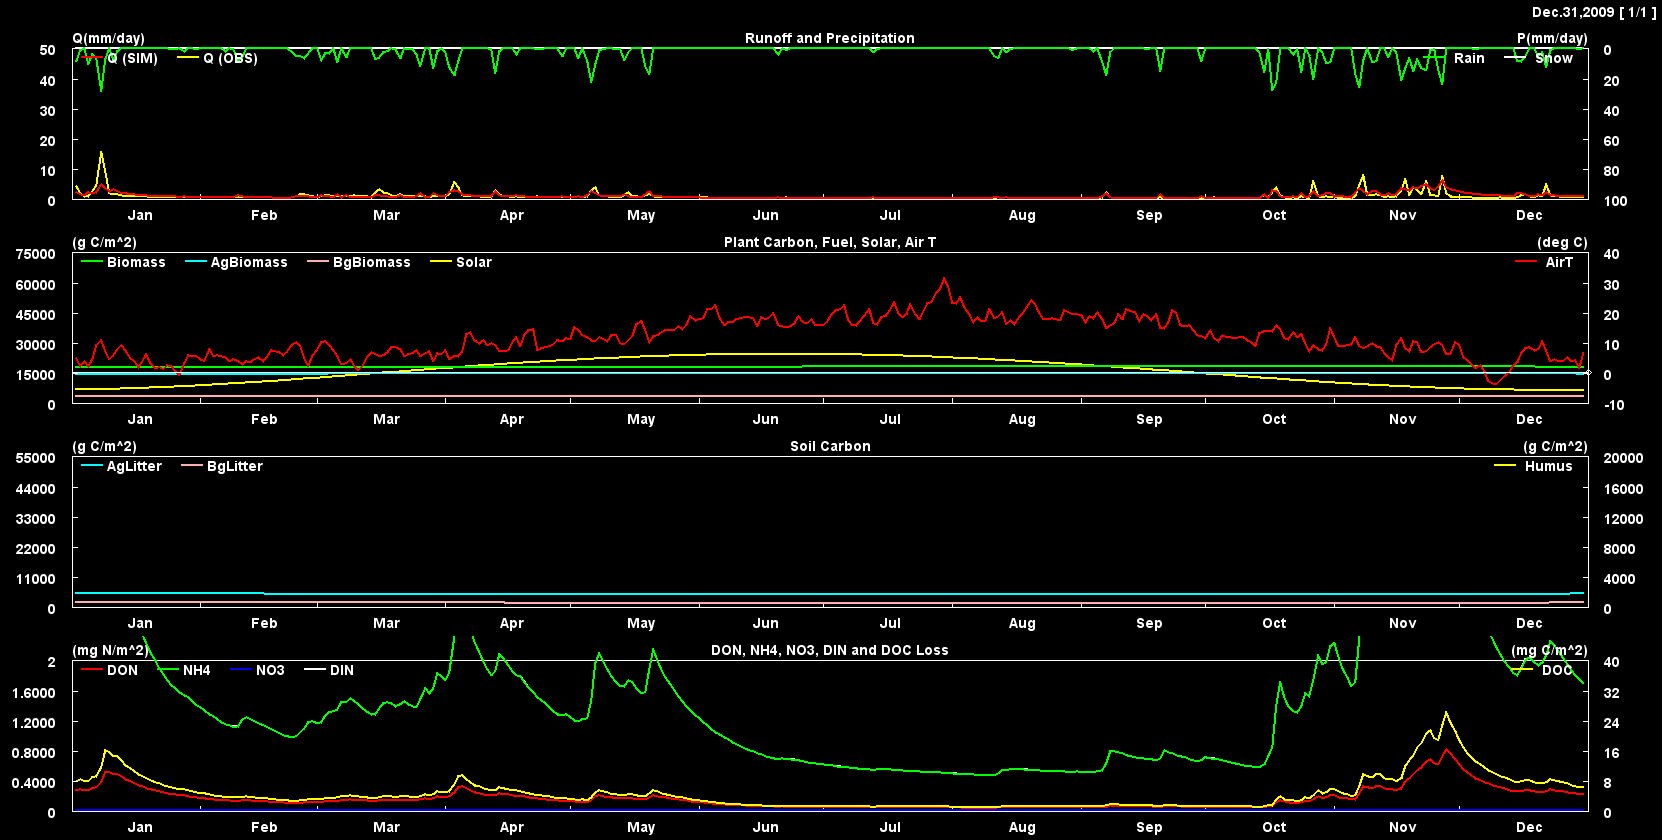 Dec.31,2009 [ 1/1 ]
Q(mm/day) Runoff and Precipitation P(mm/day)
50 0
Q (SIM) Q (OBS) Rain Snow
40 20
30 40
20 60
10 80
0 100
Jan Feb Mar Apr May Jun Jul Aug Sep Oct Nov Dec
(g C/m^2) Plant Carbon, Fuel, Solar, Air T (deg C)
75000 40
Biomass AgBiomass BgBiomass Solar AirT
60000 30
45000 20
30000 10
15000 0
0 -10
Jan Feb Mar Apr May Jun Jul Aug Sep Oct Nov Dec
(g C/m^2) Soil Carbon (g C/m^2)
55000 20000
AgLitter BgLitter Humus
44000 16000
33000 12000
22000 8000
11000 4000
0 0
Jan Feb Mar Apr May Jun Jul Aug Sep Oct Nov Dec
(mg N/m^2) DON, NH4, NO3, DIN and DOC Loss (mg C/m^2)
2 40
DON NH4 NO3 DIN DOC
1.6000 32
1.2000 24
0.8000 16
0.4000 8
0 0
Jan Feb Mar Apr May Jun Jul Aug Sep Oct Nov Dec